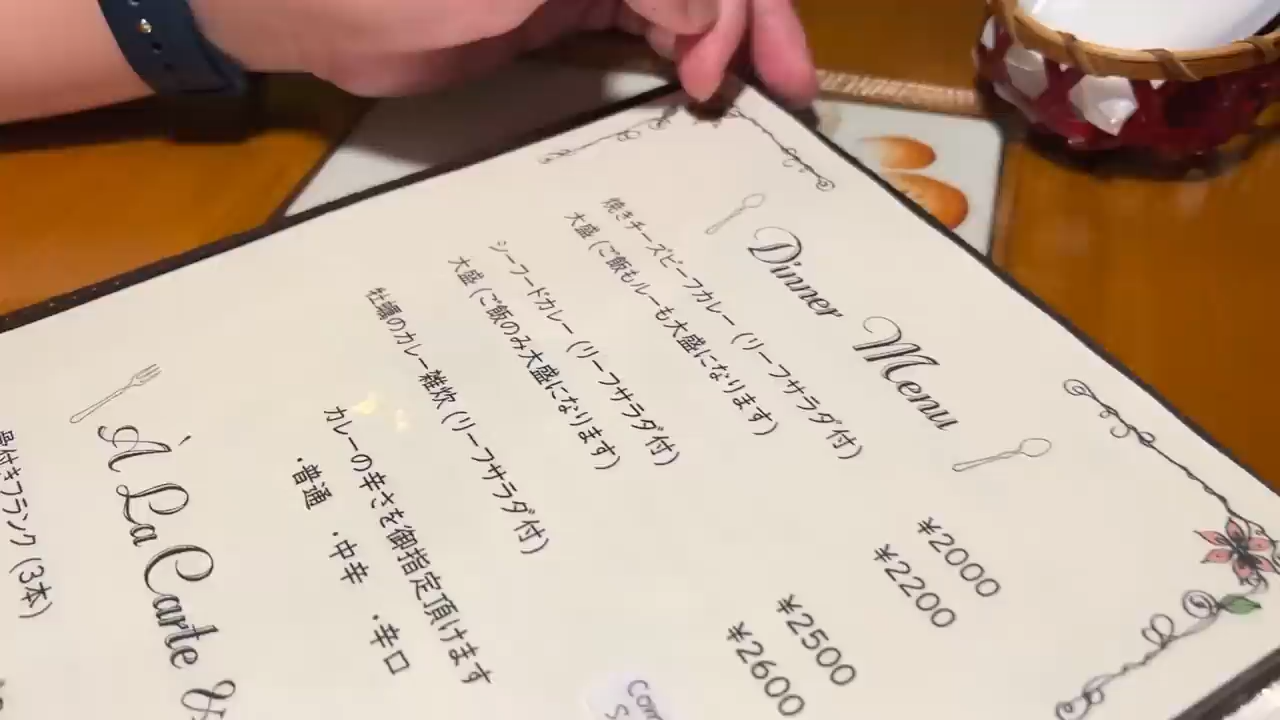 Dinner Menu
焼きチーズビーフカレー (リーフサラダ付) ¥2000
大盛 (ご飯もルーも大盛になります) ¥2200
シーフードカレー (リーフサラダ付) ¥2500
大盛 (ご飯のみ大盛になります) ¥2600
牡蠣のカレー雑炊 (リーフサラダ付)
カレーの辛さを御指定頂けます
・普通 ・中辛 ・辛口
À La Carte
骨付きフランク (3本)